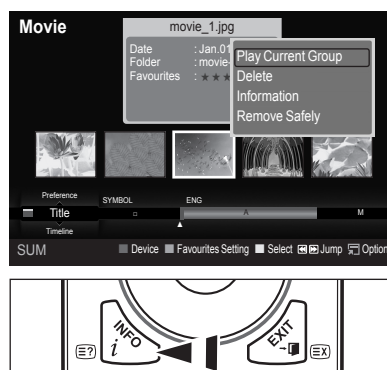 Movie
movie_1.jpg
Date : Jan.01
Folder : movie-
Favourites : ★★★
Play Current Group
Delete
Information
Remove Safely
Preference
SYMBOL ENG
Title A M
Timeline
SUM Device Favourites Setting Select Jump Option
INFO
i
EXIT